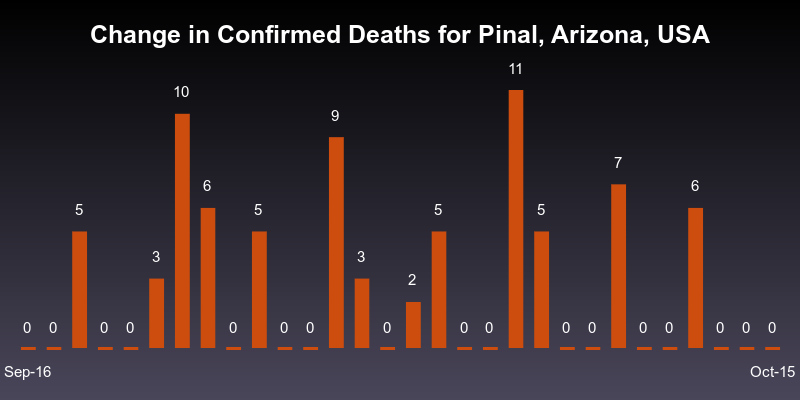 Change in Confirmed Deaths for Pinal, Arizona, USA
0 0 5 0 0 3 10 6 0 5 0 0 9 3 0 2 5 0 0 11 5 0 0 7 0 0 6 0 0 0
Sep-16 Oct-15